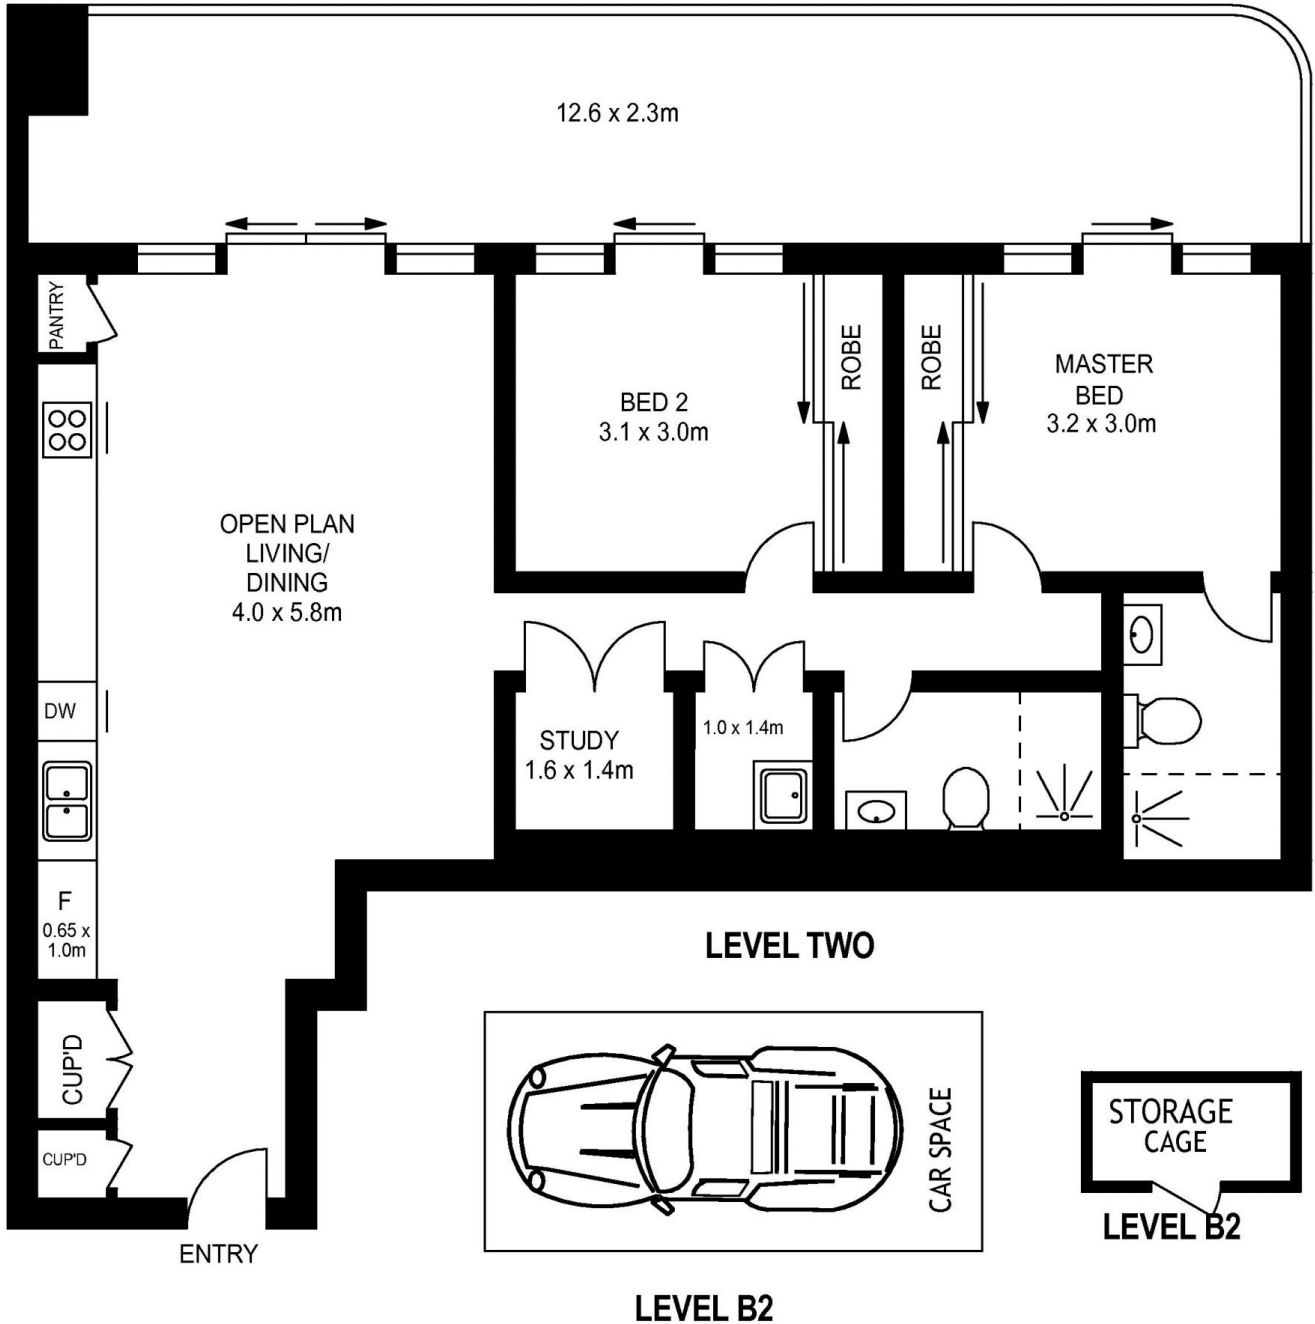 12.6 x 2.3m
PANTRY
ROBE
ROBE
BED 2
3.1 x 3.0m
MASTER
BED
3.2 x 3.0m
OPEN PLAN
LIVING/
DINING
4.0 x 5.8m
DW
STUDY
1.6 x 1.4m
1.0 x 1.4m
F
0.65 x
1.0m
LEVEL TWO
CUP'D
CUP'D
ENTRY
CAR SPACE
LEVEL B2
STORAGE
CAGE
LEVEL B2